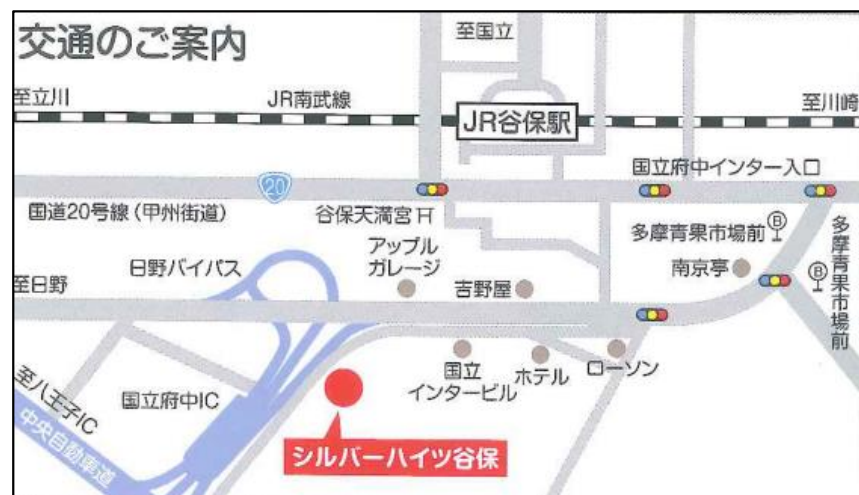 交通のご案内
至国立
至立川
JR南武線
至川崎
JR谷保駅
国立府中インター入口
20
国道20号線（甲州街道）
谷保天満宮
多摩青果市場前
B
アップル
ガレージ
日野バイパス
南京亭
B
多摩青果市場前
至日野
吉野屋
至八王子IC
国立府中IC
国立
インタービル
ホテル
ローソン
中央自動車道
シルバーハイツ谷保